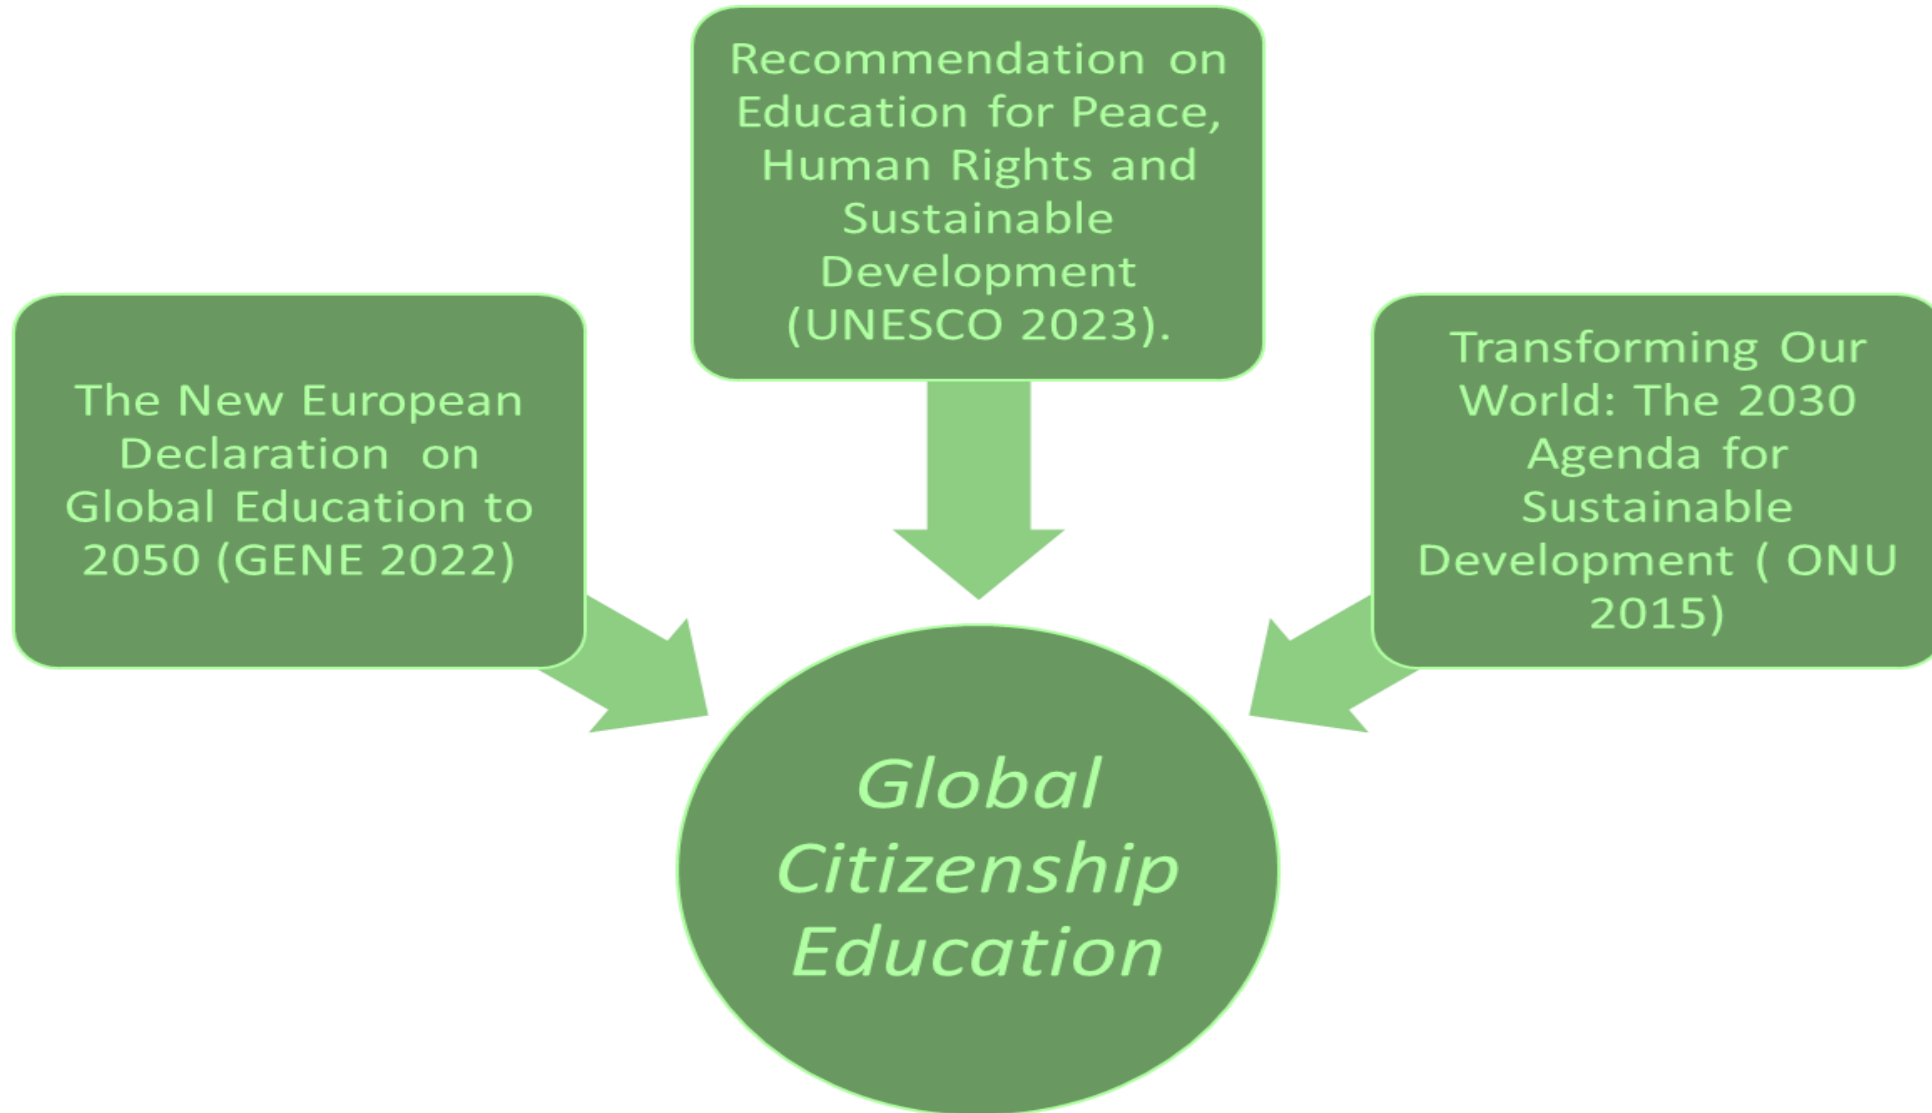 Recommendation on
Education for Peace,
Human Rights and
Sustainable
Development
(UNESCO 2023).
The New European
Declaration on
Global Education to
2050 (GENE 2022)
Transforming Our
World: The 2030
Agenda for
Sustainable
Development ( ONU
2015)
Global
Citizenship
Education